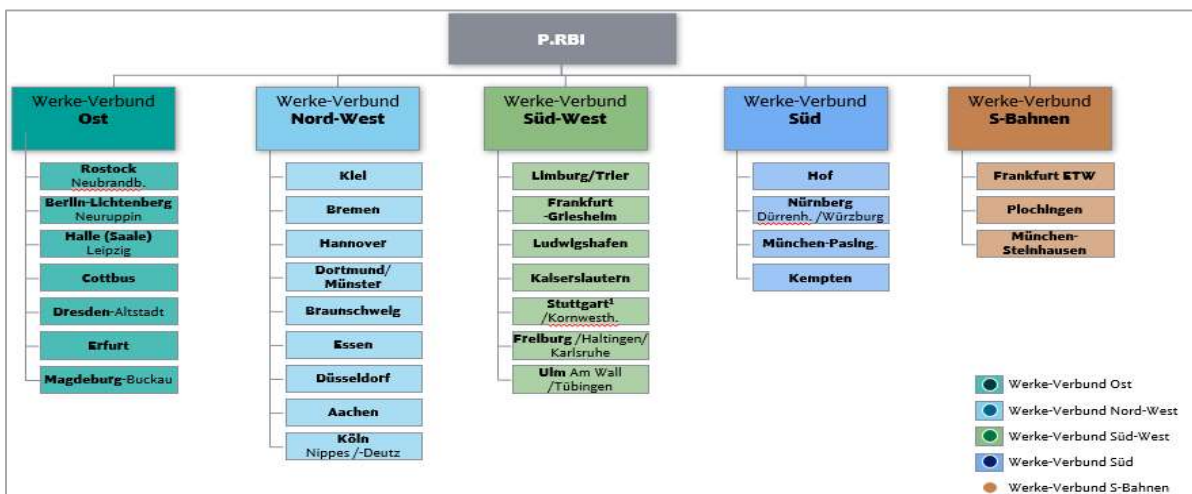 P.RBI
Werke-Verbund
Ost
Rostock
Neubrandb.
Berlin-Lichtenberg
Neuruppin
Halle (Saale)
Leipzig
Cottbus
Dresden-Altstadt
Erfurt
Magdeburg-Buckau
Werke-Verbund
Nord-West
Kiel
Bremen
Hannover
Dortmund/
Münster
Braunschweig
Essen
Düsseldorf
Aachen
Köln
Nippes /-Deutz
Werke-Verbund
Süd-West
Limburg/Trier
Frankfurt
-Griesheim
Ludwigshafen
Kaiserslautern
Stuttgart¹
/Kornwesth.
Freiburg /Haltingen/
Karlsruhe
Ulm Am Wall
/Tübingen
Werke-Verbund
Süd
Hof
Nürnberg
Dürrenh. /Würzburg
München-Pasing.
Kempten
Werke-Verbund
S-Bahnen
Frankfurt ETW
Plochingen
München-
Steinhausen
Werke-Verbund Ost
Werke-Verbund Nord-West
Werke-Verbund Süd-West
Werke-Verbund Süd
Werke-Verbund S-Bahnen